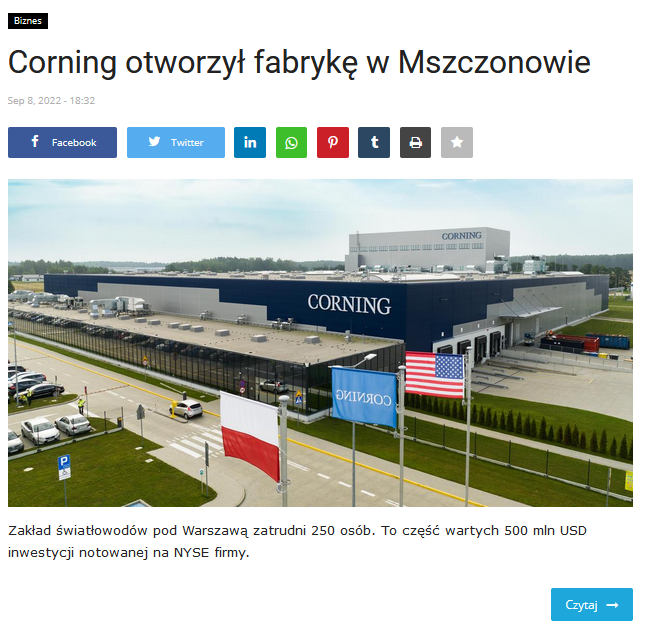 Biznes
Corning otworzył fabrykę w Mszczonowie
Sep 8, 2022 - 18:32
Facebook
Twitter
CORNING
CORNING
CORNING
P
Zakład światłowodów pod Warszawą zatrudni 250 osób. To część wartych 500 mln USD
inwestycji notowanej na NYSE firmy.
Czytaj